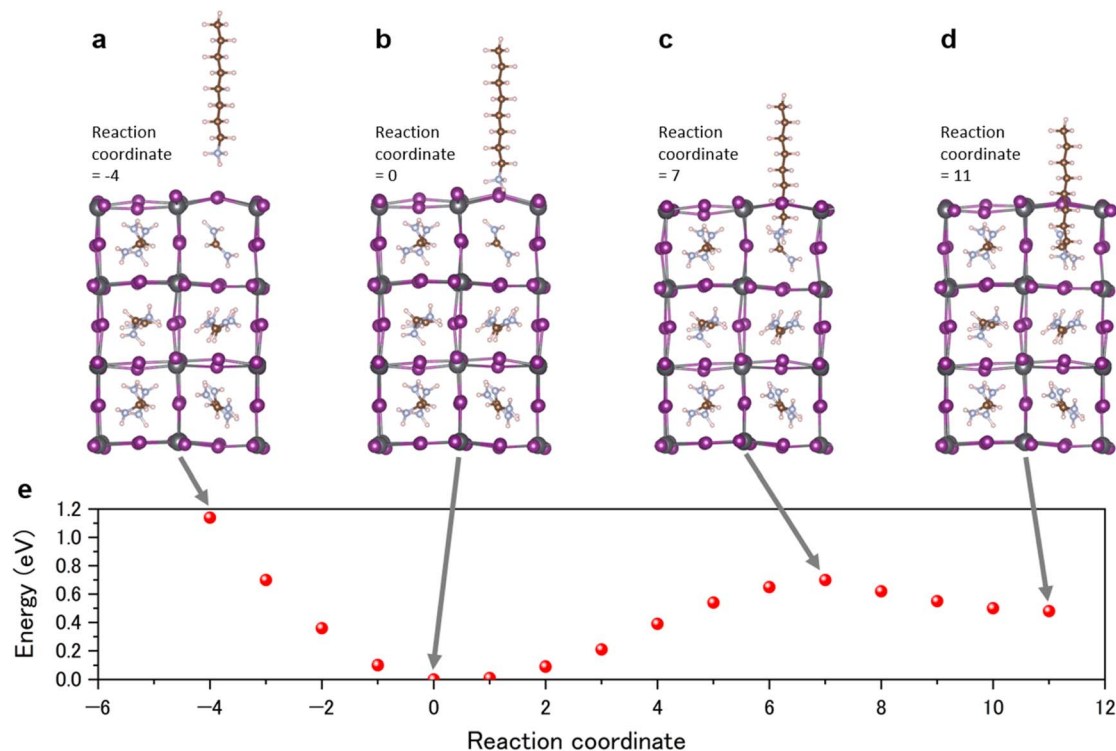 a
b
c
d
Reaction
coordinate
= -4
Reaction
coordinate
= 0
Reaction
coordinate
= 7
Reaction
coordinate
= 11
e
1.2
1.0
0.8
0.6
0.4
0.2
0.0
Energy (eV)
−6
−4
−2
0
2
4
6
8
10
12
Reaction coordinate